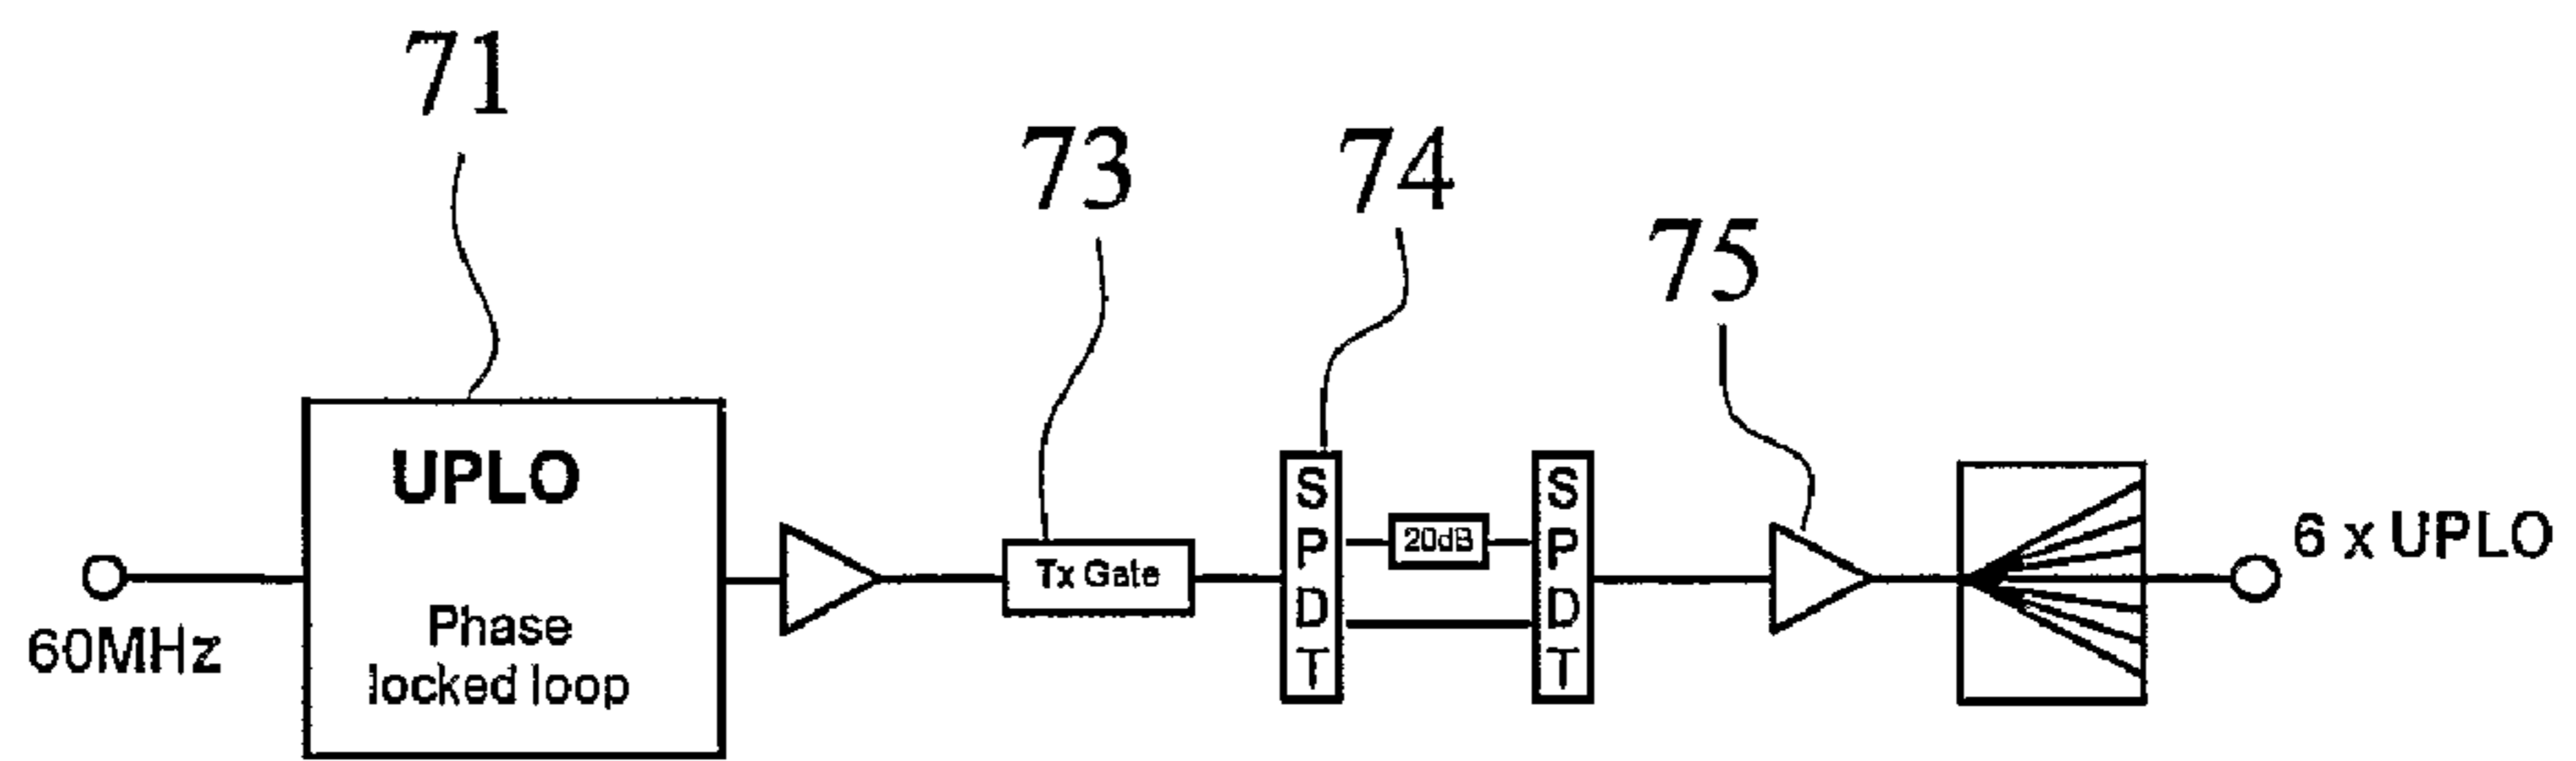 71
73
74
75
UPLO
Phase
locked loop
60MHz
Tx Gate
S
P
D
T
20dB
S
P
D
T
6 x UPLO